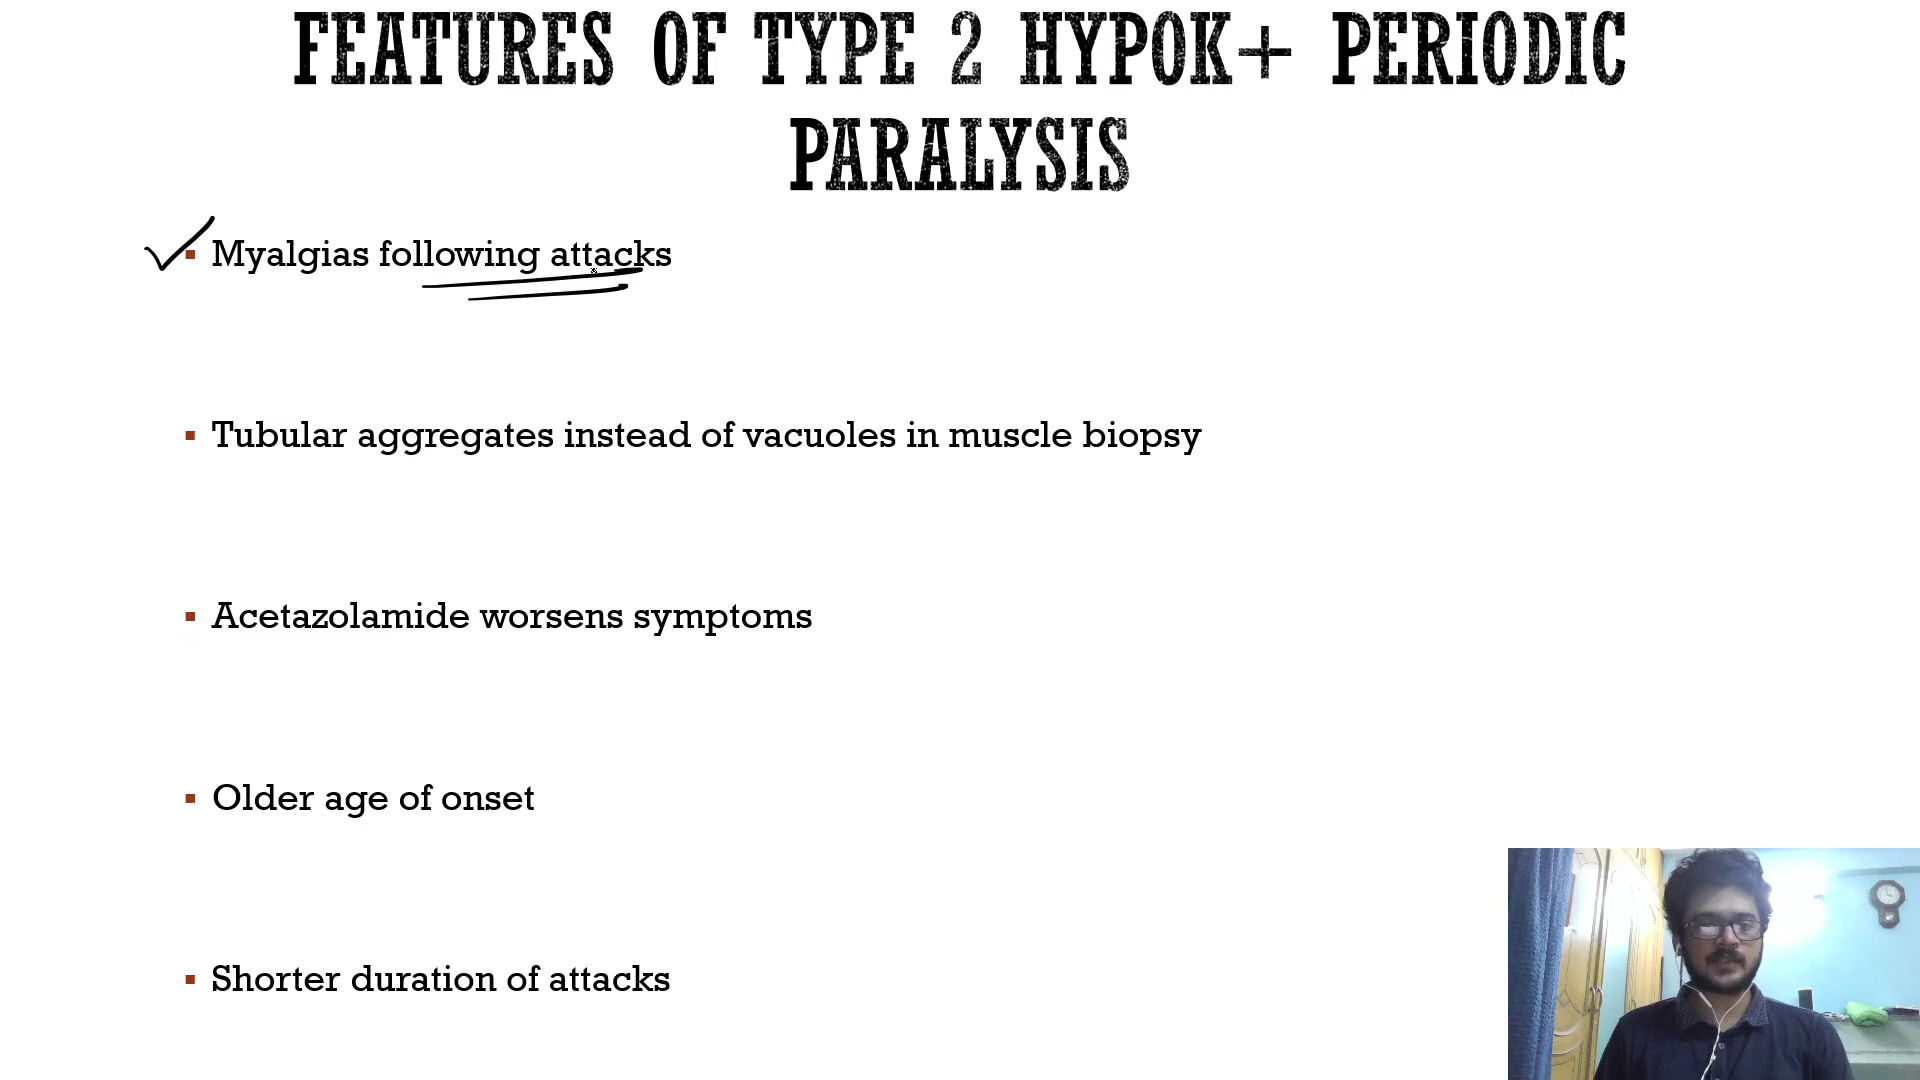 FEATURES OF TYPE 2 HYPOK+ PERIODIC
PARALYSIS
Myalgias following attacks
Tubular aggregates instead of vacuoles in muscle biopsy
Acetazolamide worsens symptoms
Older age of onset
Shorter duration of attacks